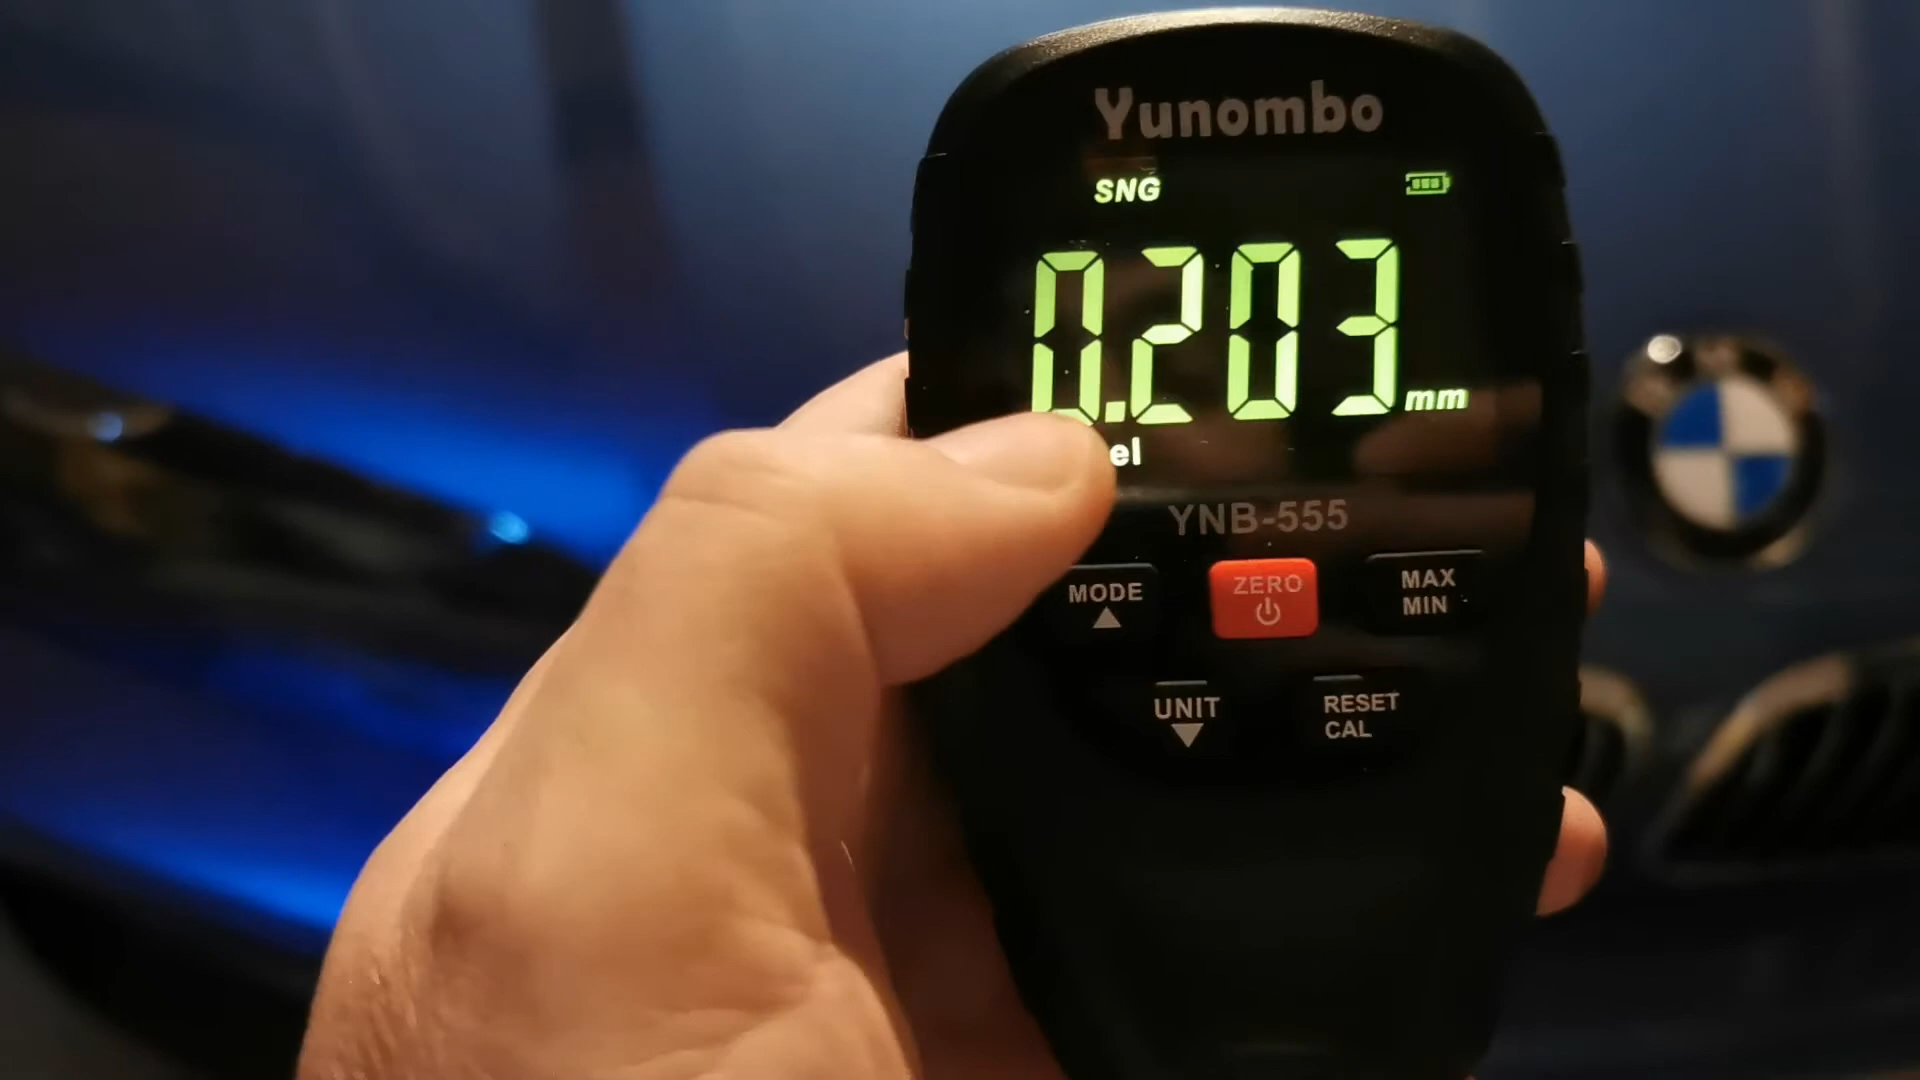 Yunombo
SNG
0.203 mm
el
YNB-555
MODE
ZERO
MAX
MIN
UNIT
RESET
CAL